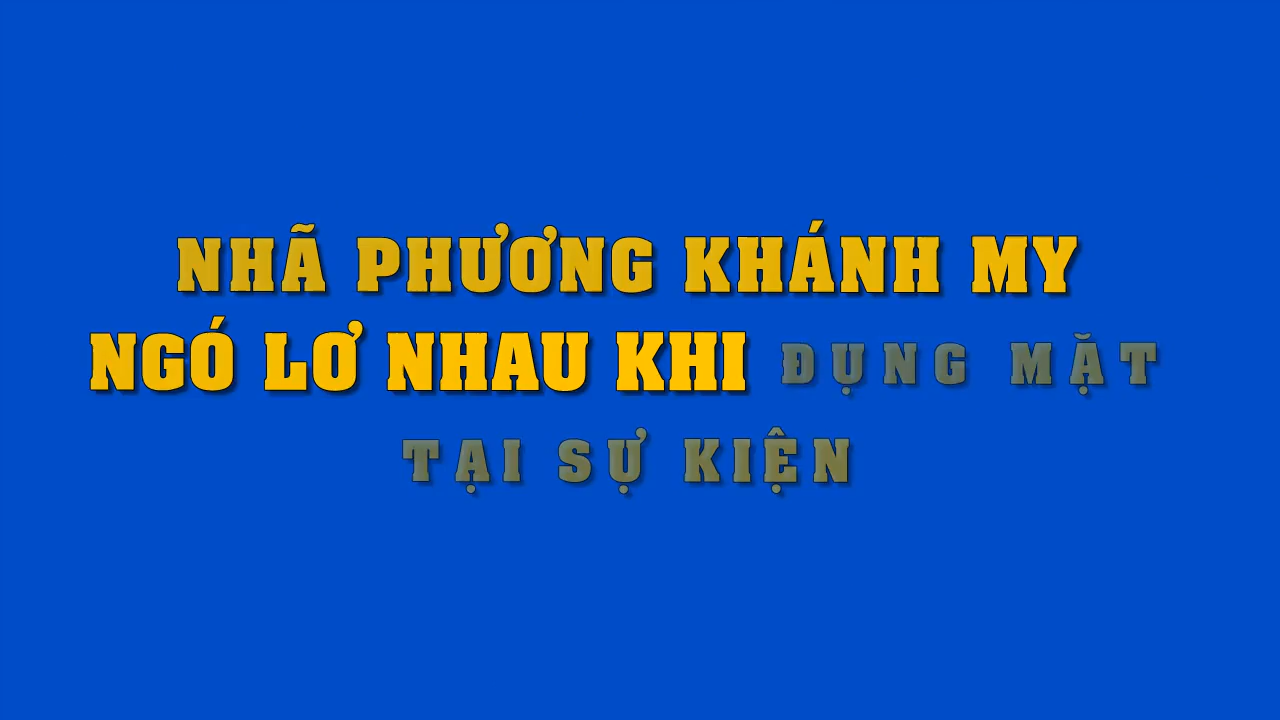 NHÃ PHƯƠNG KHÁNH MY
NGÓ LƠ NHAU KHI ĐỤNG MẶT
TẠI SỰ KIỆN